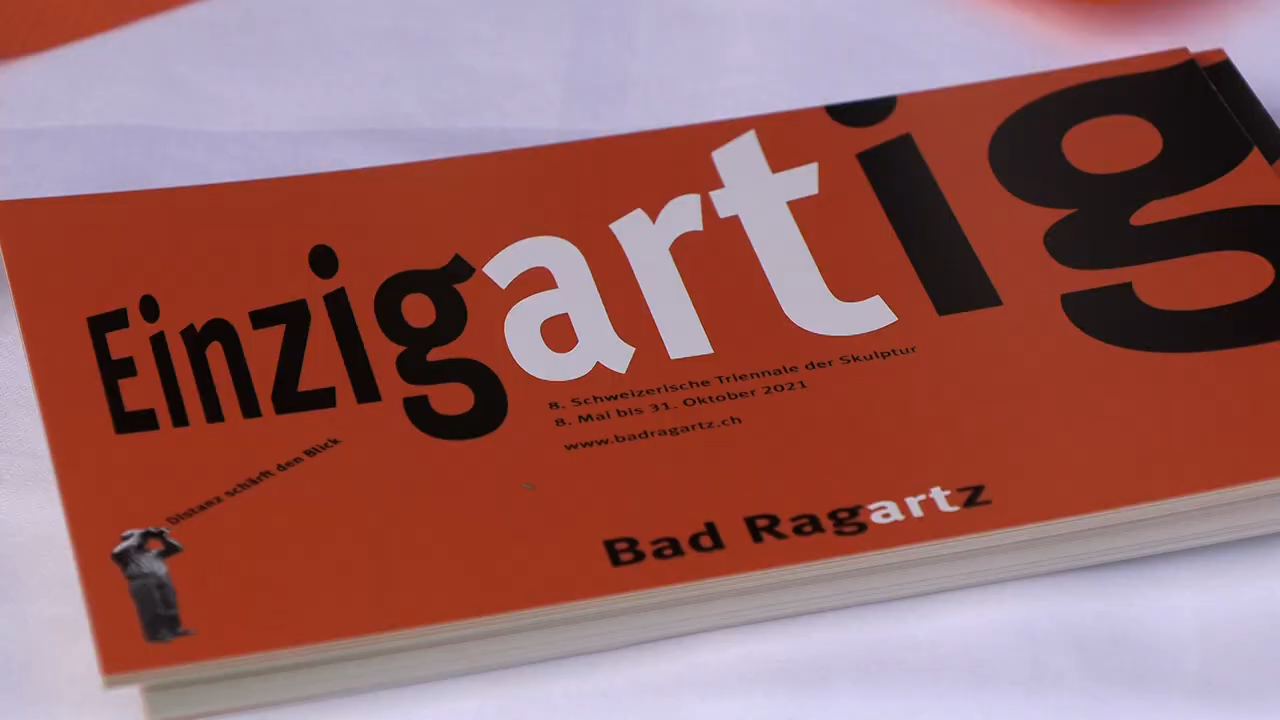 Einzigartig
8. Schweizerische Triennale der Skulptur
8. Mai bis 31. Oktober 2021
www.badragartz.ch
Distanz schärft den Blick
Bad Ragartz